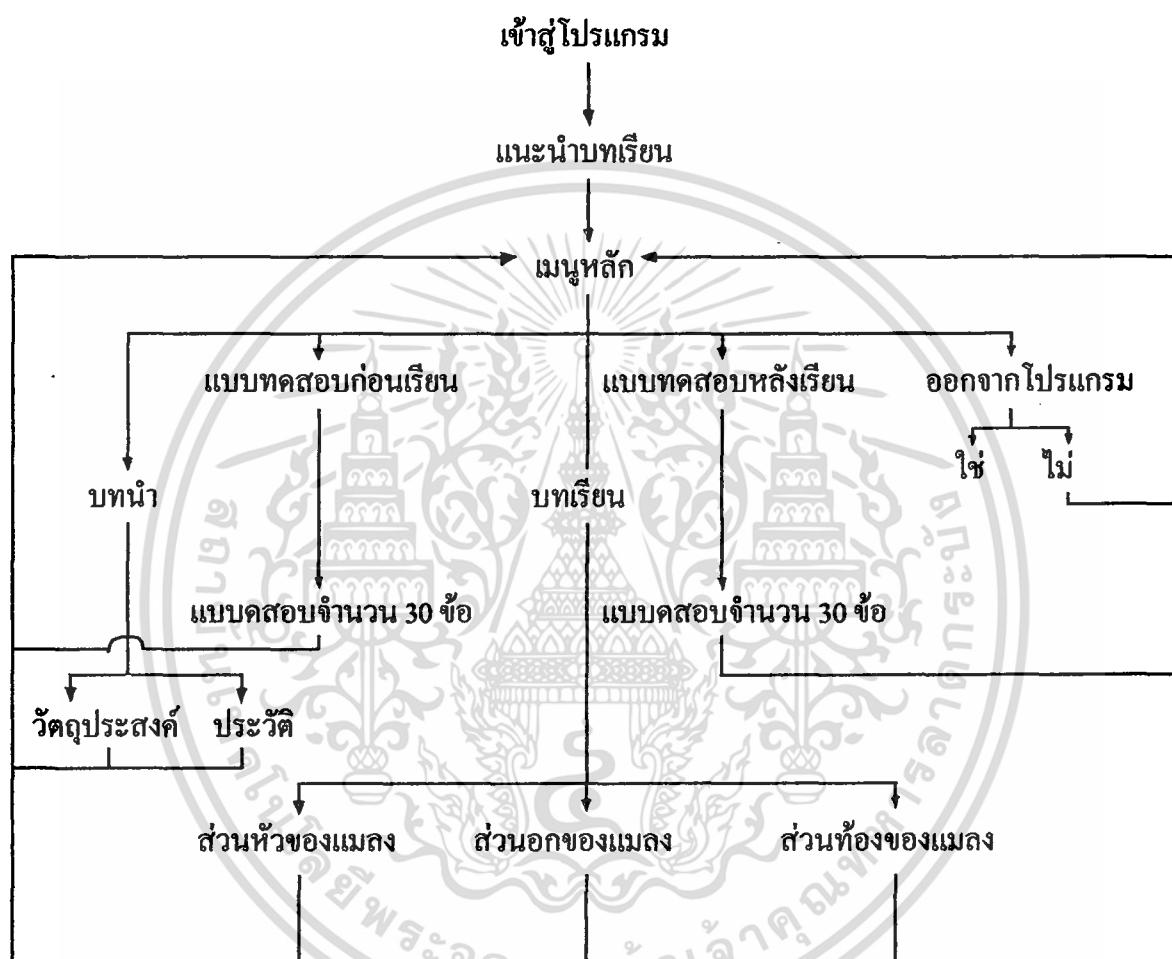 เข้าสู่โปรแกรม
แนะนำบทเรียน
เมนูหลัก
แบบทดสอบก่อนเรียน แบบทดสอบหลังเรียน ออกจากโปรแกรม
ใช่ ไม่
บทนำ บทเรียน
แบบดสอบจำนวน 30 ข้อ แบบดสอบจำนวน 30 ข้อ
วัตถุประสงค์ ประวัติ
ส่วนหัวของแมลง ส่วนอกของแมลง ส่วนท้องของแมลง